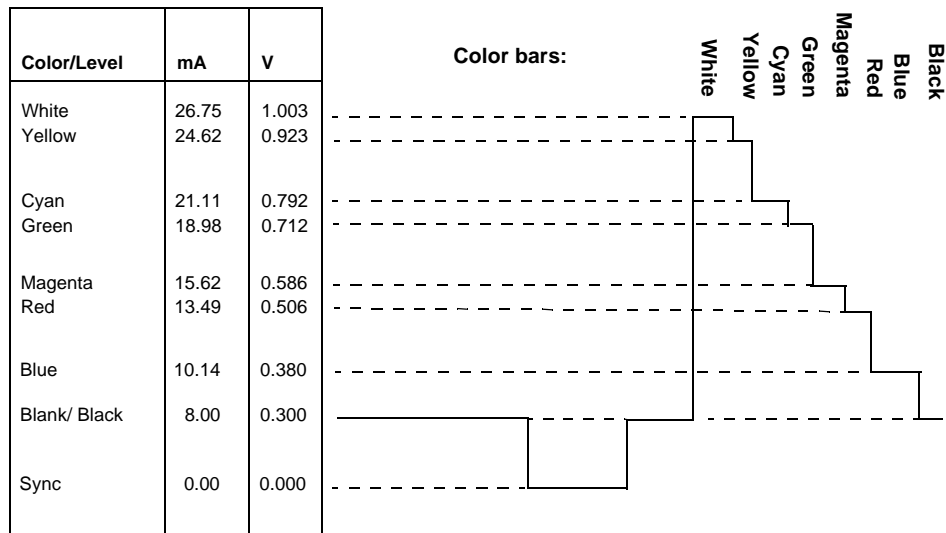 Color/Level mA V
White 26.75 1.003
Yellow 24.62 0.923
Cyan 21.11 0.792
Green 18.98 0.712
Magenta 15.62 0.586
Red 13.49 0.506
Blue 10.14 0.380
Blank/ Black 8.00 0.300
Sync 0.00 0.000
Color bars:
White
Yellow
Cyan
Green
Magenta
Red
Blue
Black